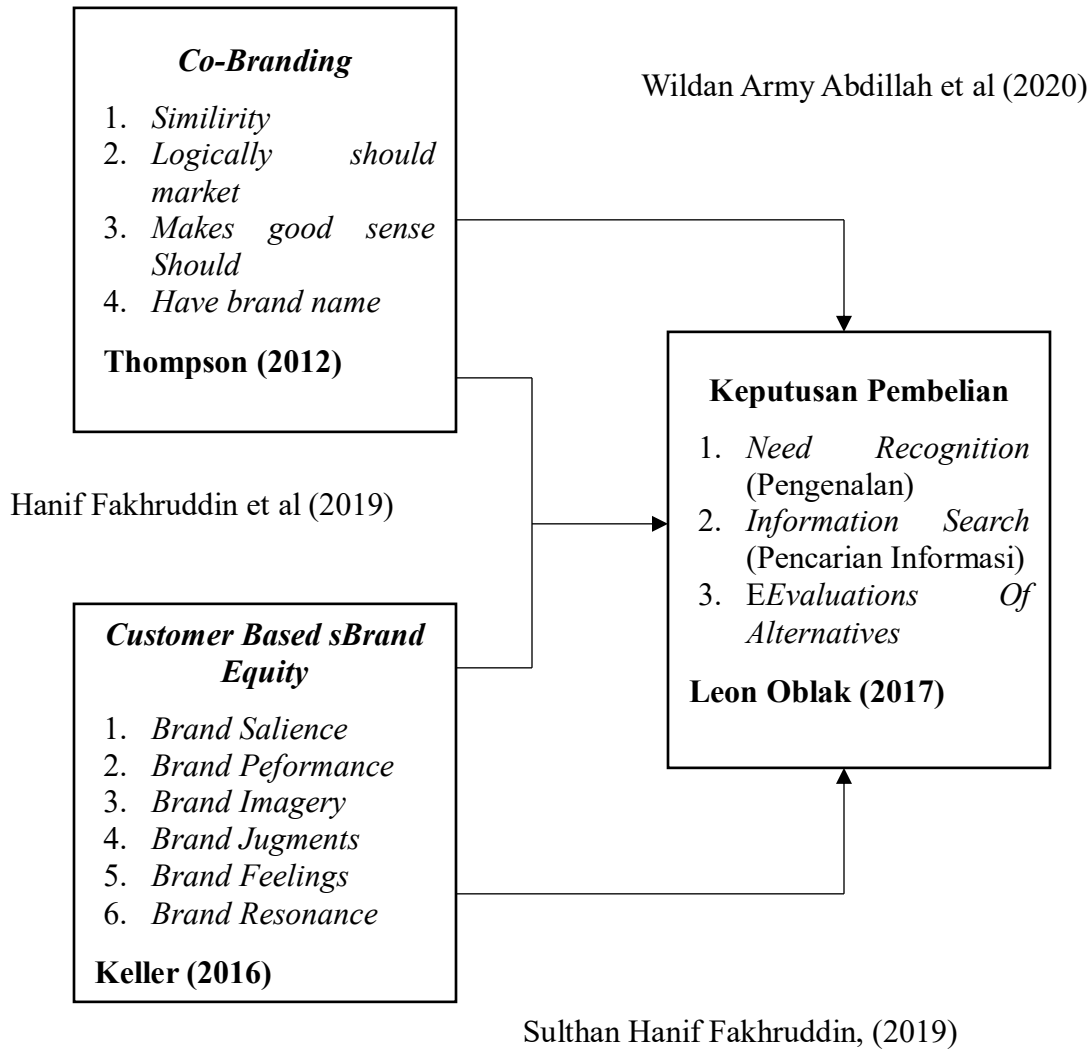 Co-Branding
1. Similirity
2. Logically should
market
3. Makes good sense
Should
4. Have brand name
Thompson (2012)
Wildan Army Abdillah et al (2020)
Hanif Fakhruddin et al (2019)
Keputusan Pembelian
1. Need Recognition
(Pengenalan)
2. Information Search
(Pencarian Informasi)
3. EEvaluations Of
Alternatives
Leon Oblak (2017)
Customer Based sBrand
Equity
1. Brand Salience
2. Brand Peformance
3. Brand Imagery
4. Brand Jugments
5. Brand Feelings
6. Brand Resonance
Keller (2016)
Sulthan Hanif Fakhruddin, (2019)